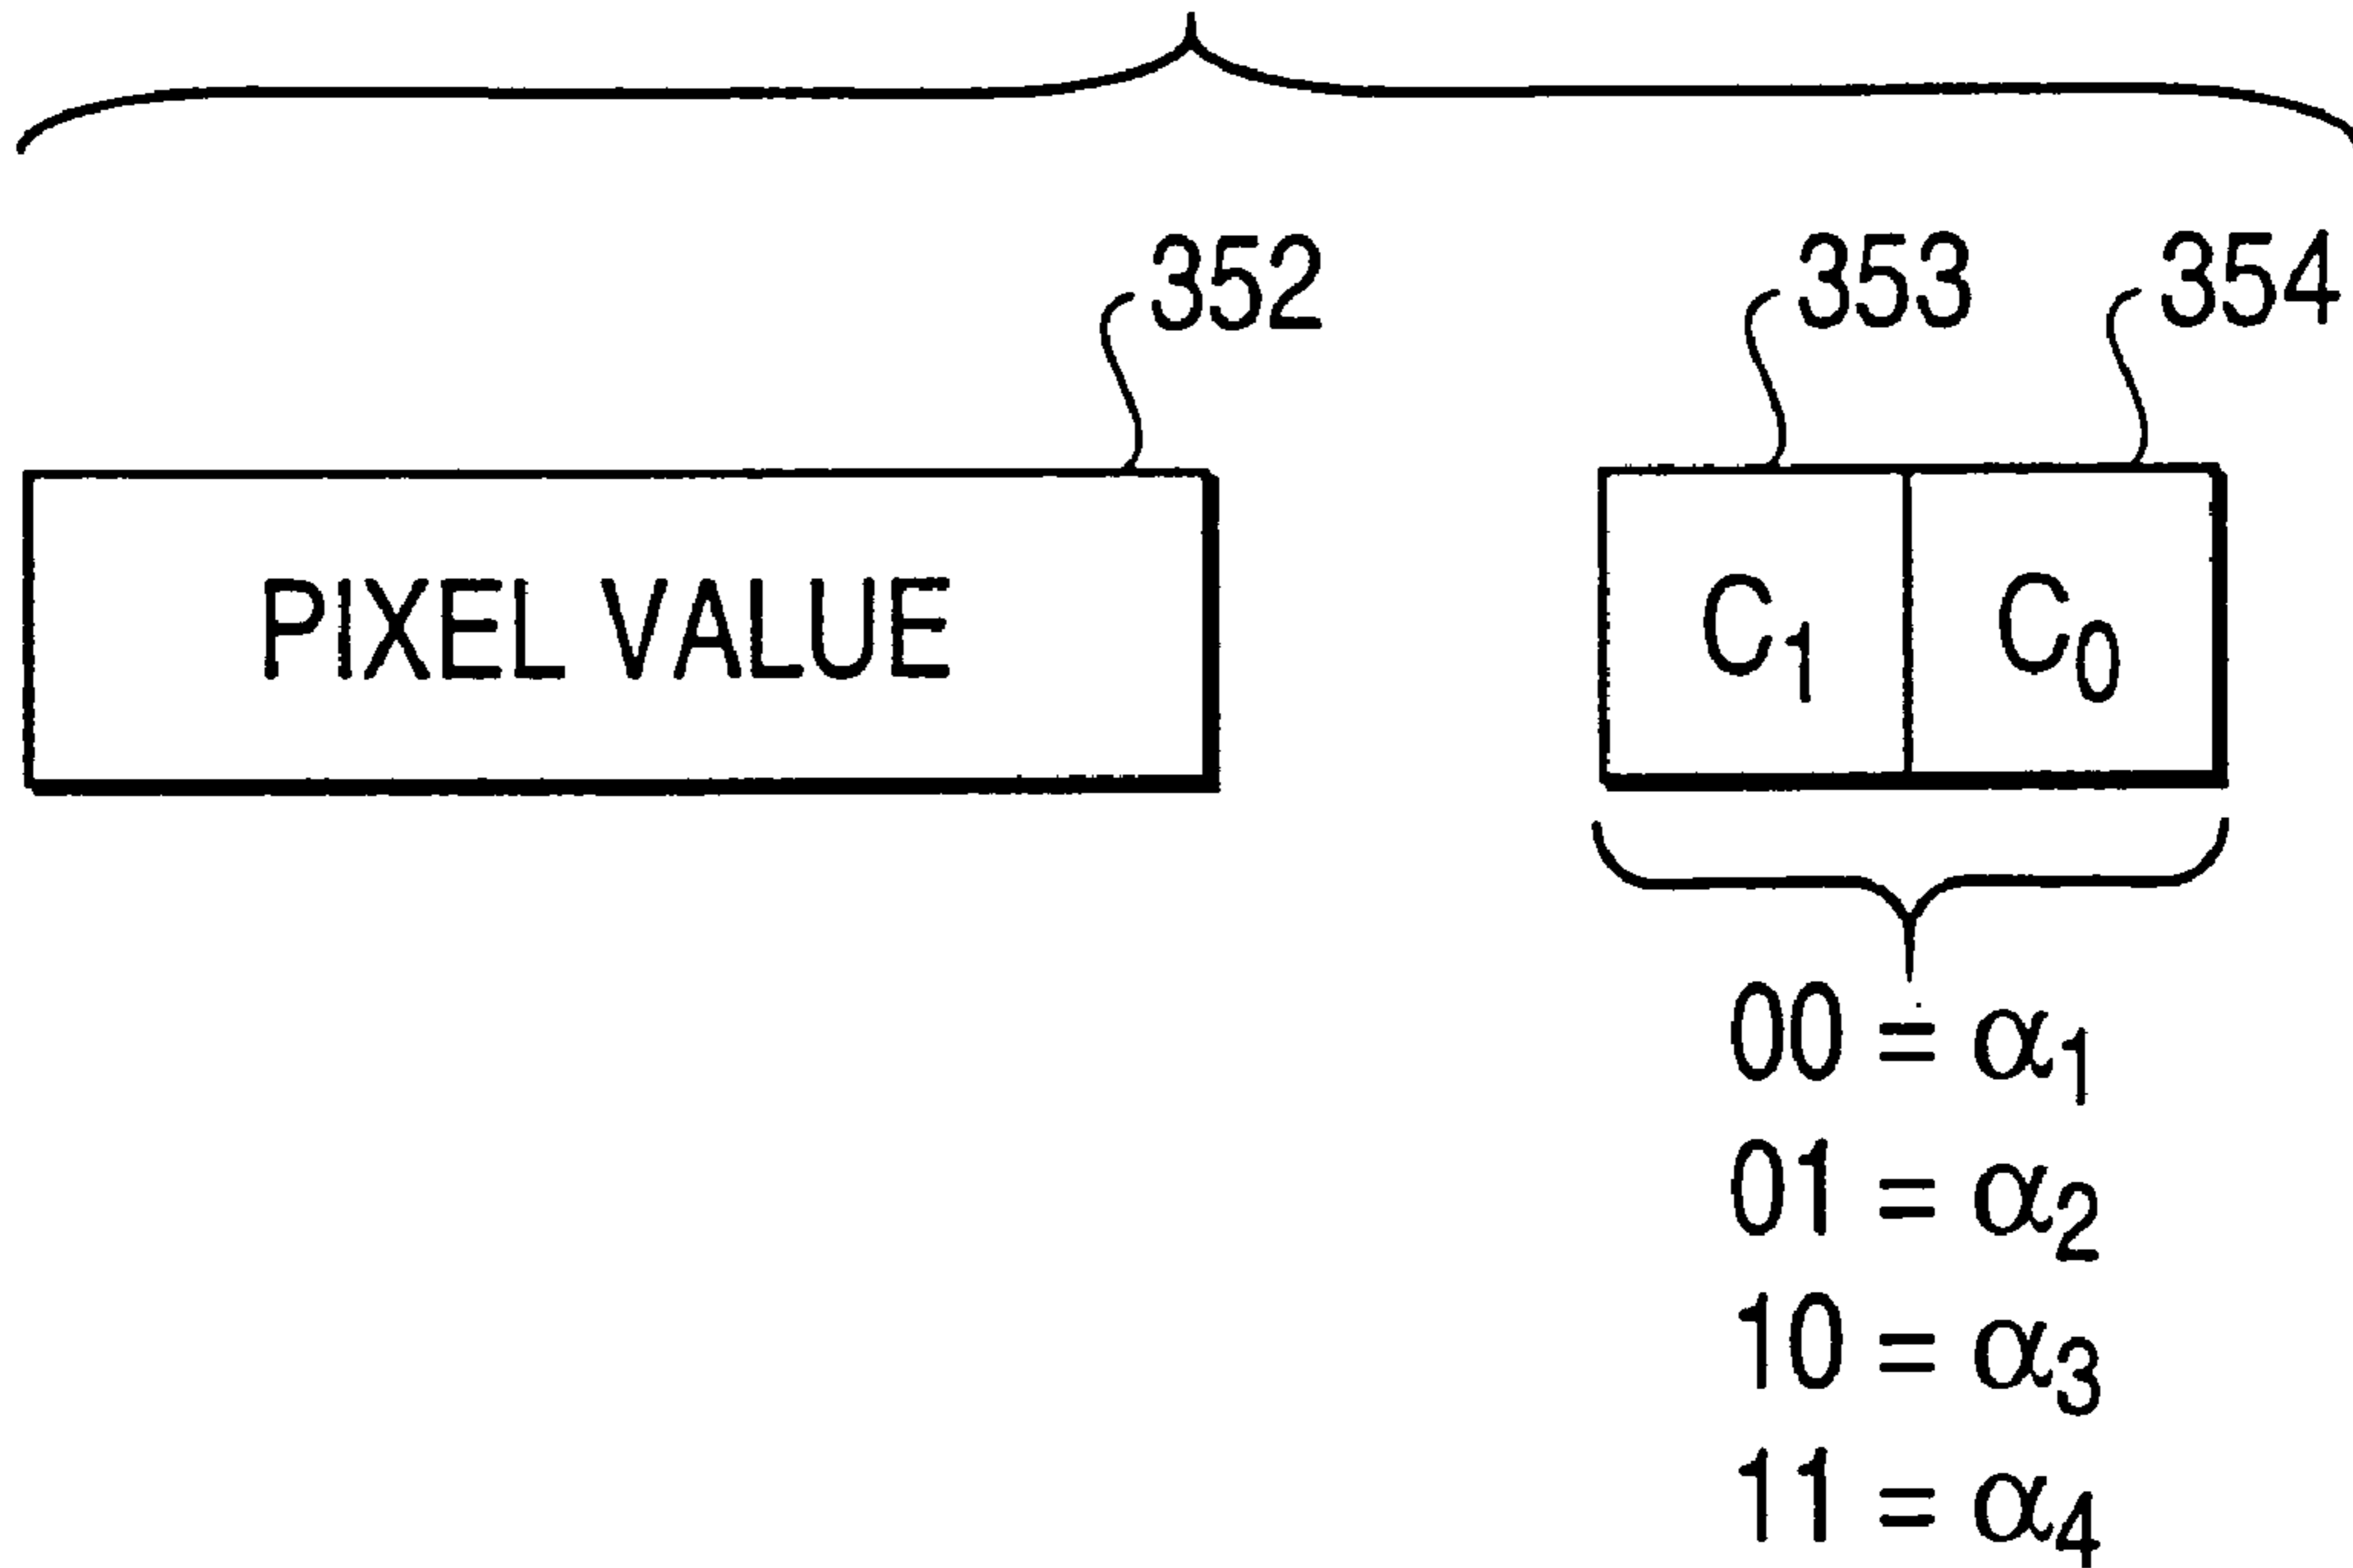 352 353 354
PIXEL VALUE C₁ C₀
00 = α₁
01 = α₂
10 = α₃
11 = α₄